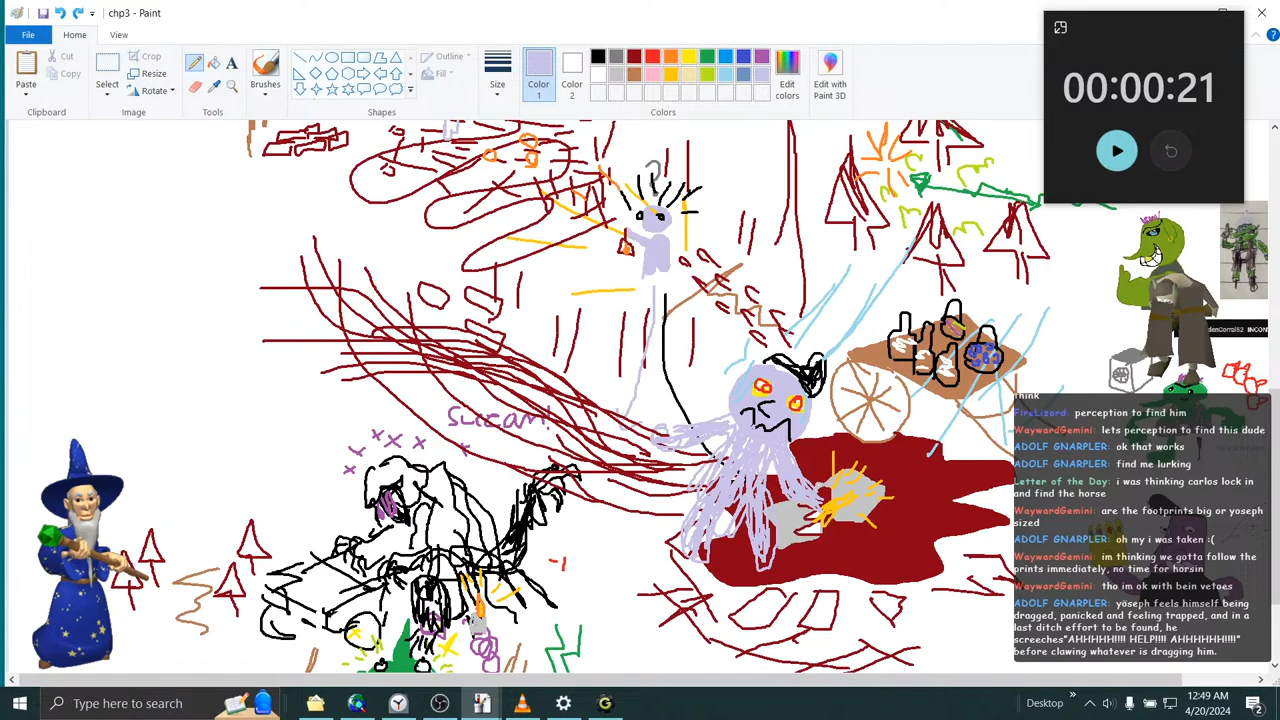 chp3 - Paint
File
Home
View
Paste
Cut
Copy
Clipboard
Select
Crop
Resize
Rotate
Image
Tools
Brushes
Shapes
Outline
Fill
Size
Color 1
Color 2
Edit colors
Colors
Edit with Paint 3D
00:00:21
?
scream!
-1
think
FireLizord: perception to find him
WaywardGemini: lets perception to find this dude
ADOLF GNARPLER: ok that works
ADOLF GNARPLER: find me lurking
Letter of the Day: i was thinking carlos lock in
and find the horse
WaywardGemini: are the footprints big or yoseph
sized
ADOLF GNARPLER: oh my i was taken :(
WaywardGemini: im thinking we gotta follow the
prints immediately, no time for horsin
WaywardGemini: tho im ok with bein vetoes
ADOLF GNARPLER: yoseph feels himself being
dragged, panicked and feeling trapped, and in a
last ditch effort to be found, he
screeches"AHHHHH!!!! HELP!!!! AHHHHHH!!!!"
before clawing whatever is dragging him.
Type here to search
Desktop
12:49 AM
4/20/2024
2